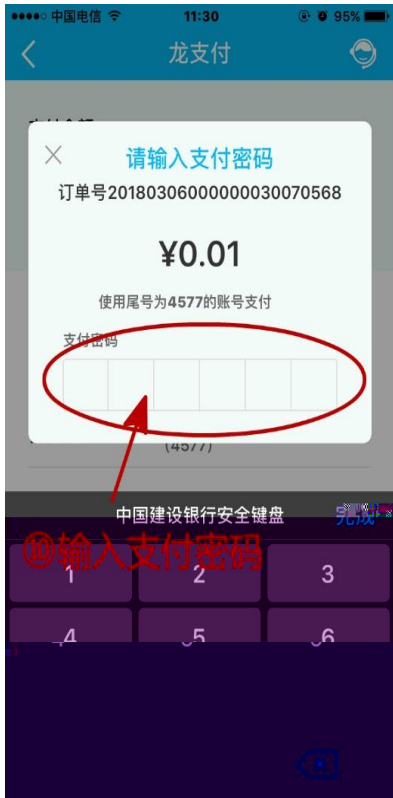 中国电信 11:30 95%
龙支付
请输入支付密码
订单号20180306000000030070568
¥0.01
使用尾号为4577的账号支付
支付密码
(4577)
中国建设银行安全键盘 完成
⑩输入支付密码
1 2 3
4 5 6